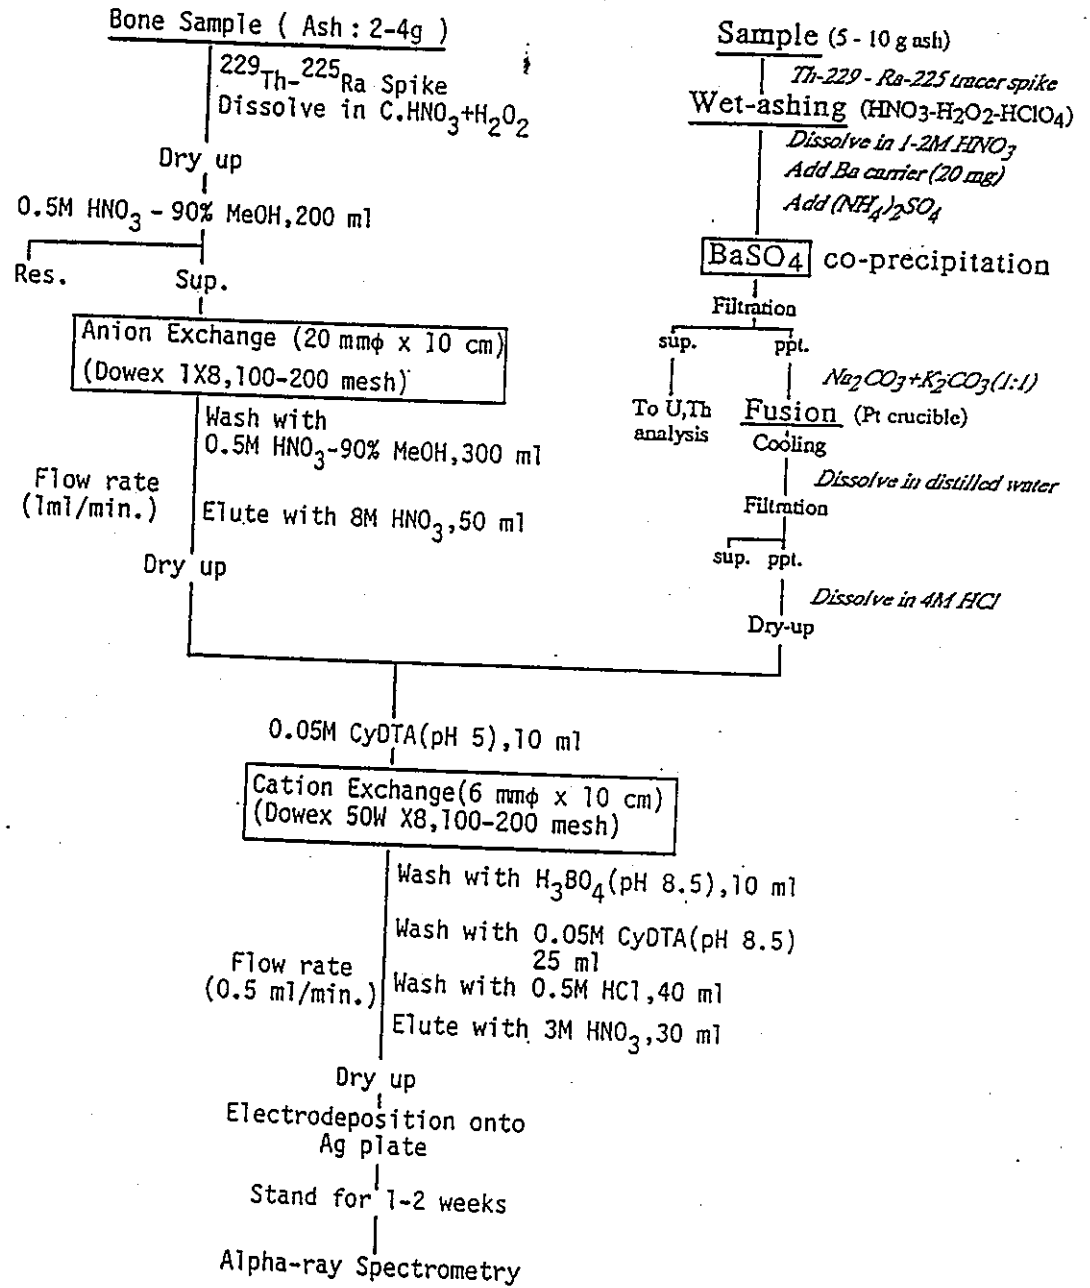 Bone Sample ( Ash : 2-4g )
229Th-225Ra Spike
Dissolve in C.HNO3+H2O2
Dry up
0.5M HNO3 - 90% MeOH,200 ml
Res.
Sup.
Anion Exchange (20 mmφ x 10 cm)
(Dowex 1X8,100-200 mesh)
Wash with
0.5M HNO3-90% MeOH,300 ml
Flow rate
(1ml/min.)
Elute with 8M HNO3,50 ml
Dry up
Sample (5 - 10 g ash)
Th-229 - Ra-225 tracer spike
Wet-ashing (HNO3-H2O2-HClO4)
Dissolve in 1-2M HNO3
Add Ba carrier (20 mg)
Add (NH4)2SO4
BaSO4 co-precipitation
Filtration
sup. ppt.
Na2CO3+K2CO3(1:1)
To U,Th
analysis
Fusion (Pt crucible)
Cooling
Dissolve in distilled water
Filtration
sup. ppt.
Dissolve in 4M HCl
Dry-up
0.05M CyDTA(pH 5),10 ml
Cation Exchange(6 mmφ x 10 cm)
(Dowex 50W X8,100-200 mesh)
Wash with H3BO4(pH 8.5),10 ml
Wash with 0.05M CyDTA(pH 8.5)
25 ml
Flow rate
(0.5 ml/min.)
Wash with 0.5M HCl,40 ml
Elute with 3M HNO3,30 ml
Dry up
Electrodeposition onto
Ag plate
Stand for 1-2 weeks
Alpha-ray Spectrometry